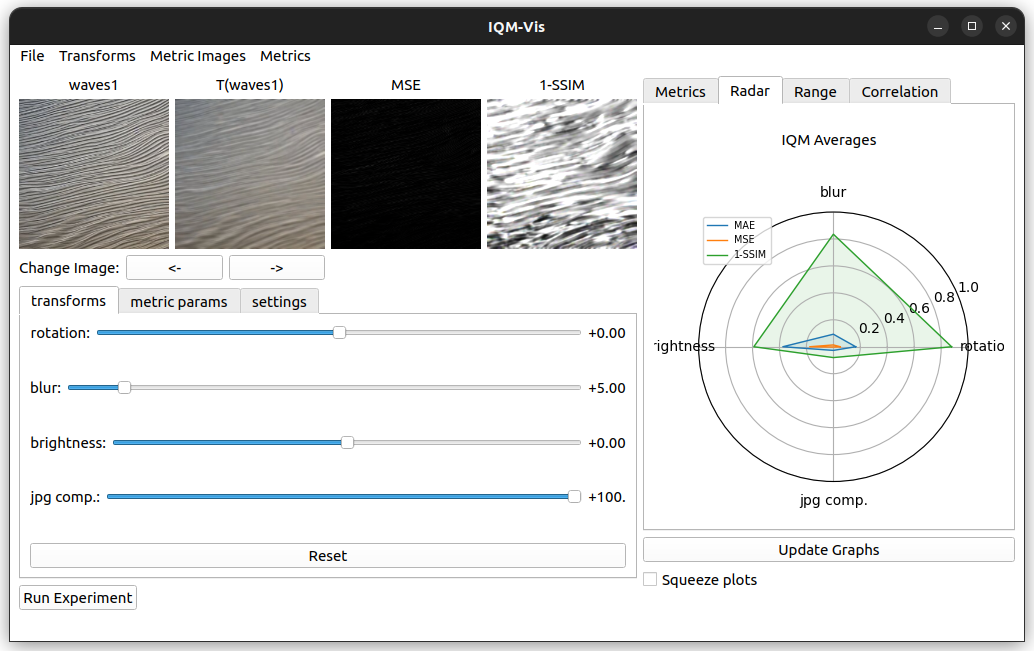 IQM-Vis
File Transforms Metric Images Metrics
waves1 T(waves1) MSE 1-SSIM
Change Image: <- ->
transforms metric params settings
rotation: +0.00
blur: +5.00
brightness: +0.00
jpg comp.: +100.
Reset
Run Experiment
Metrics Radar Range Correlation
IQM Averages
blur
MAE
MSE
1-SSIM
1.0
0.8
0.6
0.4
0.2
rightness rotatio
jpg comp.
Update Graphs
Squeeze plots